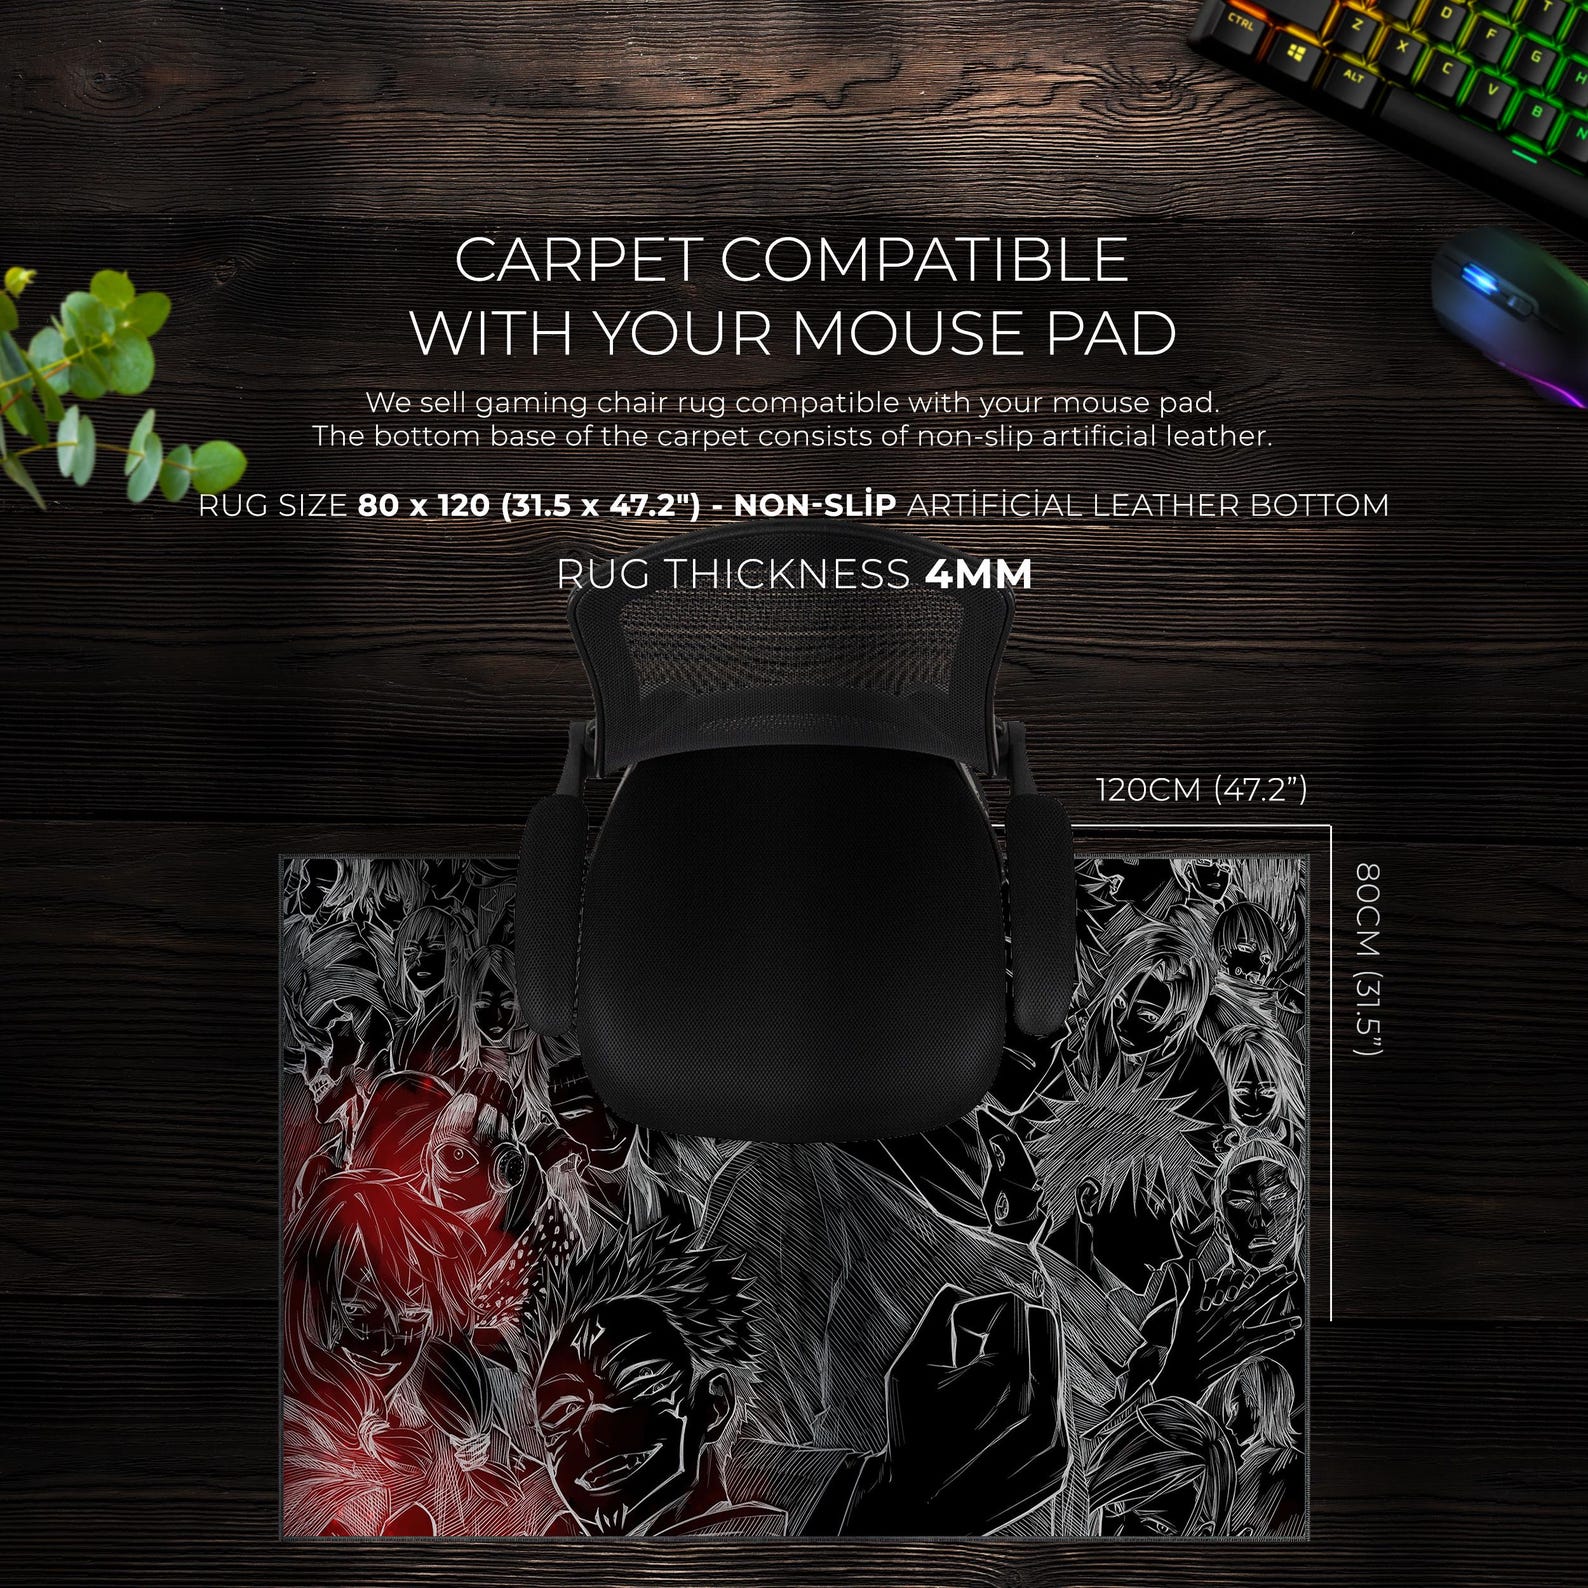 CTRL
ALT
Z
X
C
V
B
N
D
F
G
H
T
CARPET COMPATIBLE
WITH YOUR MOUSE PAD
We sell gaming chair rug compatible with your mouse pad.
The bottom base of the carpet consists of non-slip artificial leather.
RUG SIZE 80 x 120 (31.5 x 47.2") - NON-SLİP ARTİFİCİAL LEATHER BOTTOM
RUG THICKNESS 4MM
120CM (47.2”)
80CM (31.5”)